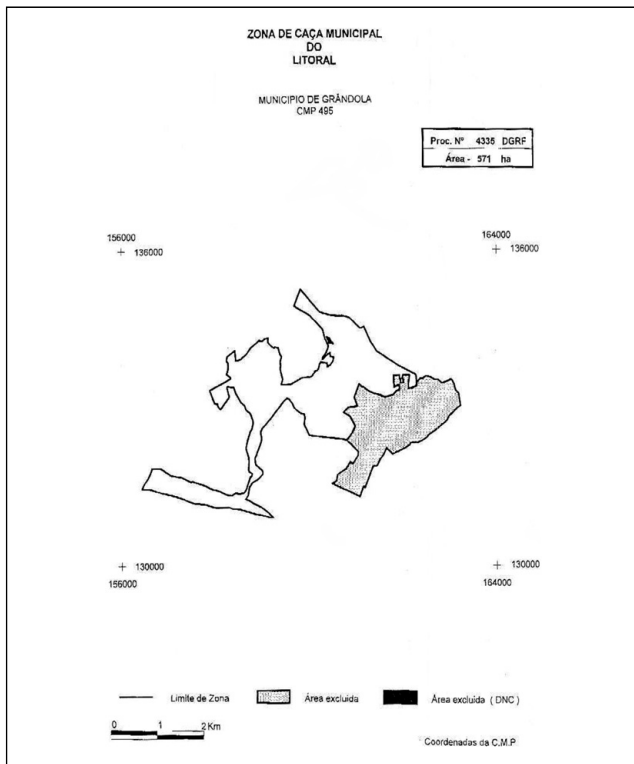 ZONA DE CAÇA MUNICIPAL
DO
LITORAL
MUNICIPIO DE GRÂNDOLA
CMP 495
Proc. Nº 4335 DGRF
Área - 571 ha
156000
136000
164000
136000
130000
156000
130000
164000
Limite de Zona
Área excluida
Área excluida ( DNC )
0 1 2 Km
Coordenadas da C.M.P